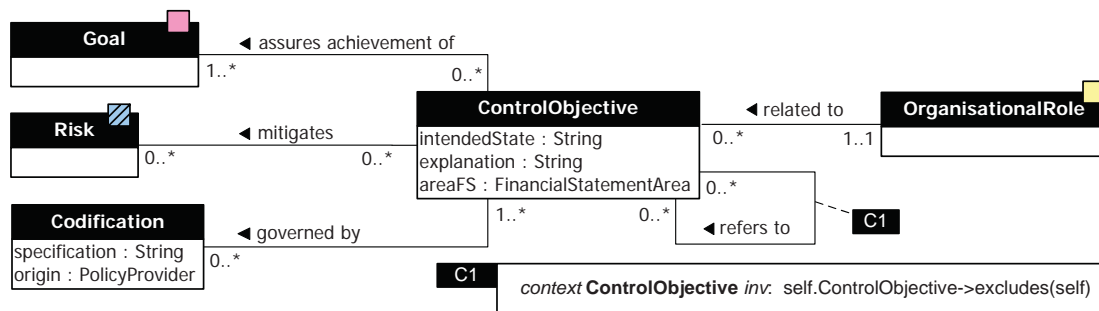 Goal
◄ assures achievement of
1..*
0..*
ControlObjective
intendedState : String
explanation : String
areaFS : FinancialStatementArea
◄ related to
0..*
1..1
OrganisationalRole
Risk
◄ mitigates
0..*
0..*
0..*
0..*
◄ refers to
C1
Codification
specification : String
origin : PolicyProvider
◄ governed by
0..*
1..*
C1
context ControlObjective inv: self.ControlObjective->excludes(self)